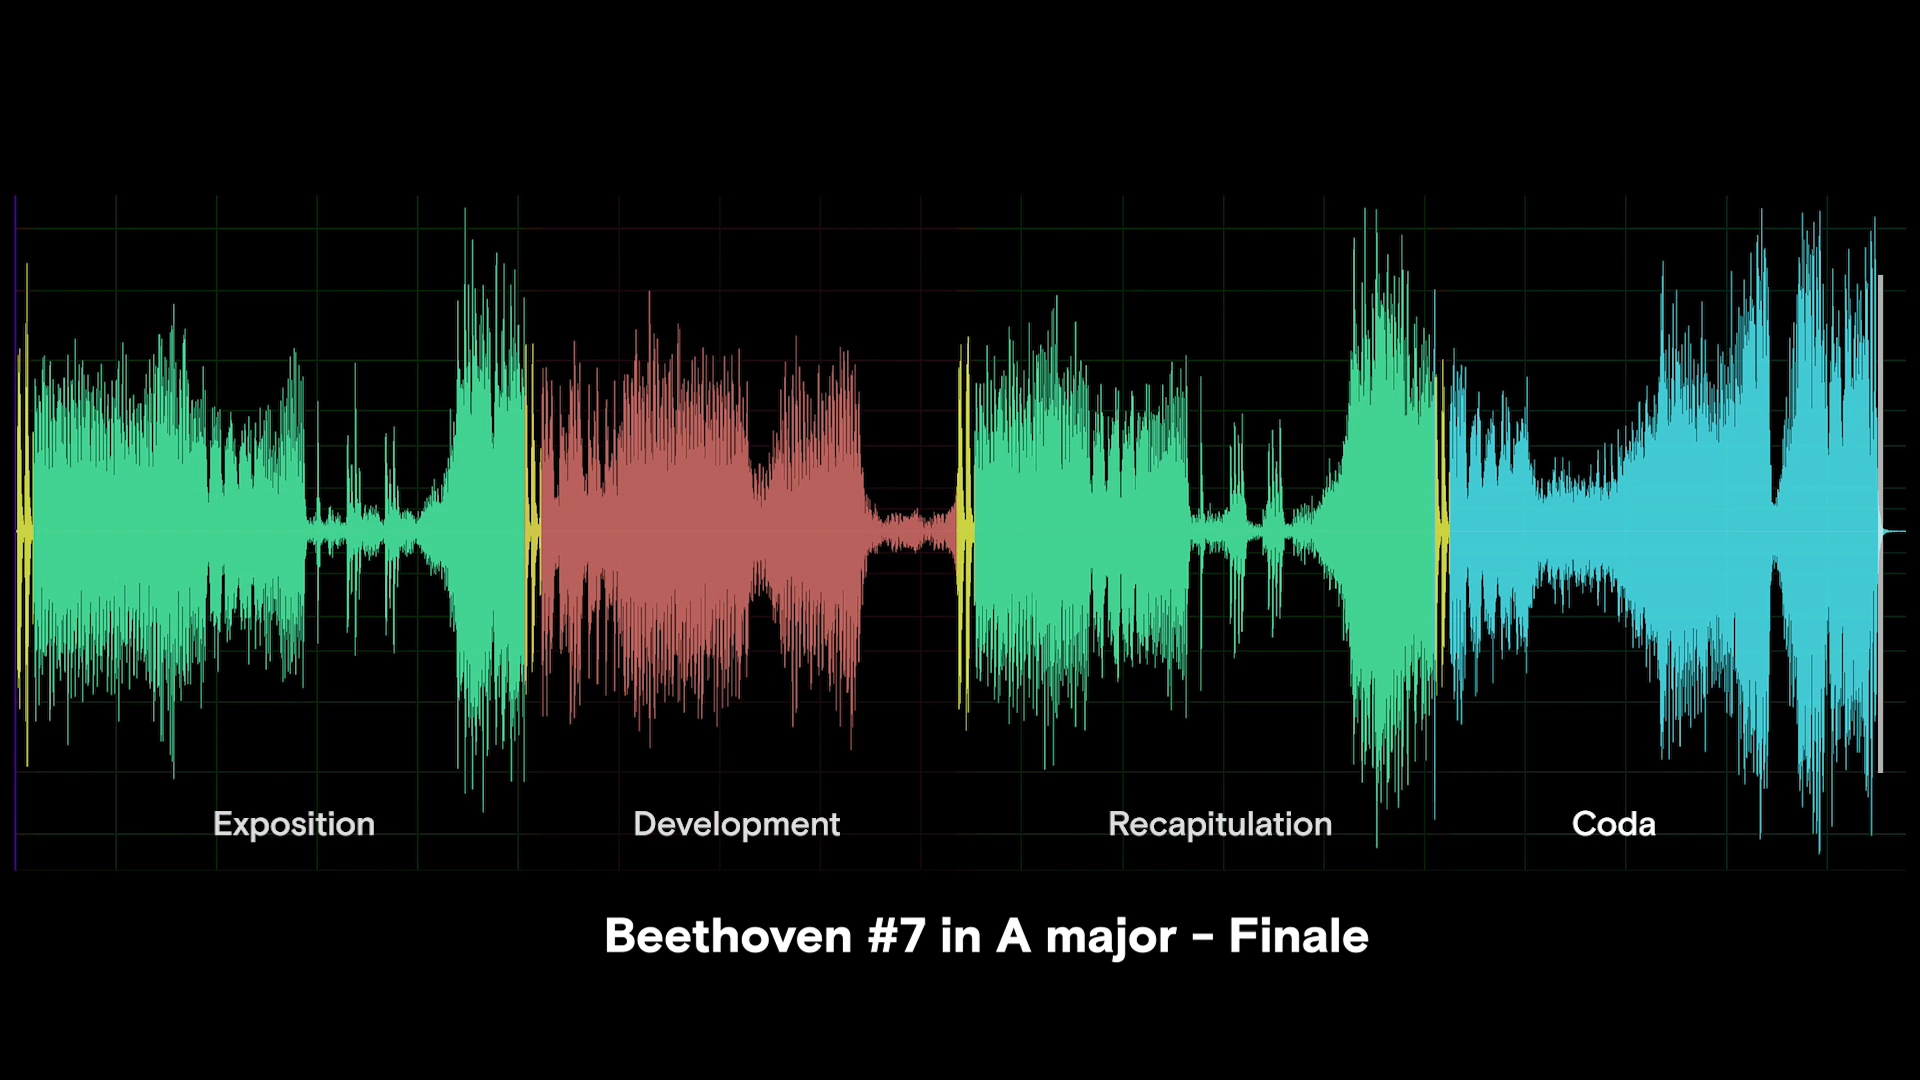 Exposition
Development
Recapitulation
Coda
Beethoven #7 in A major - Finale